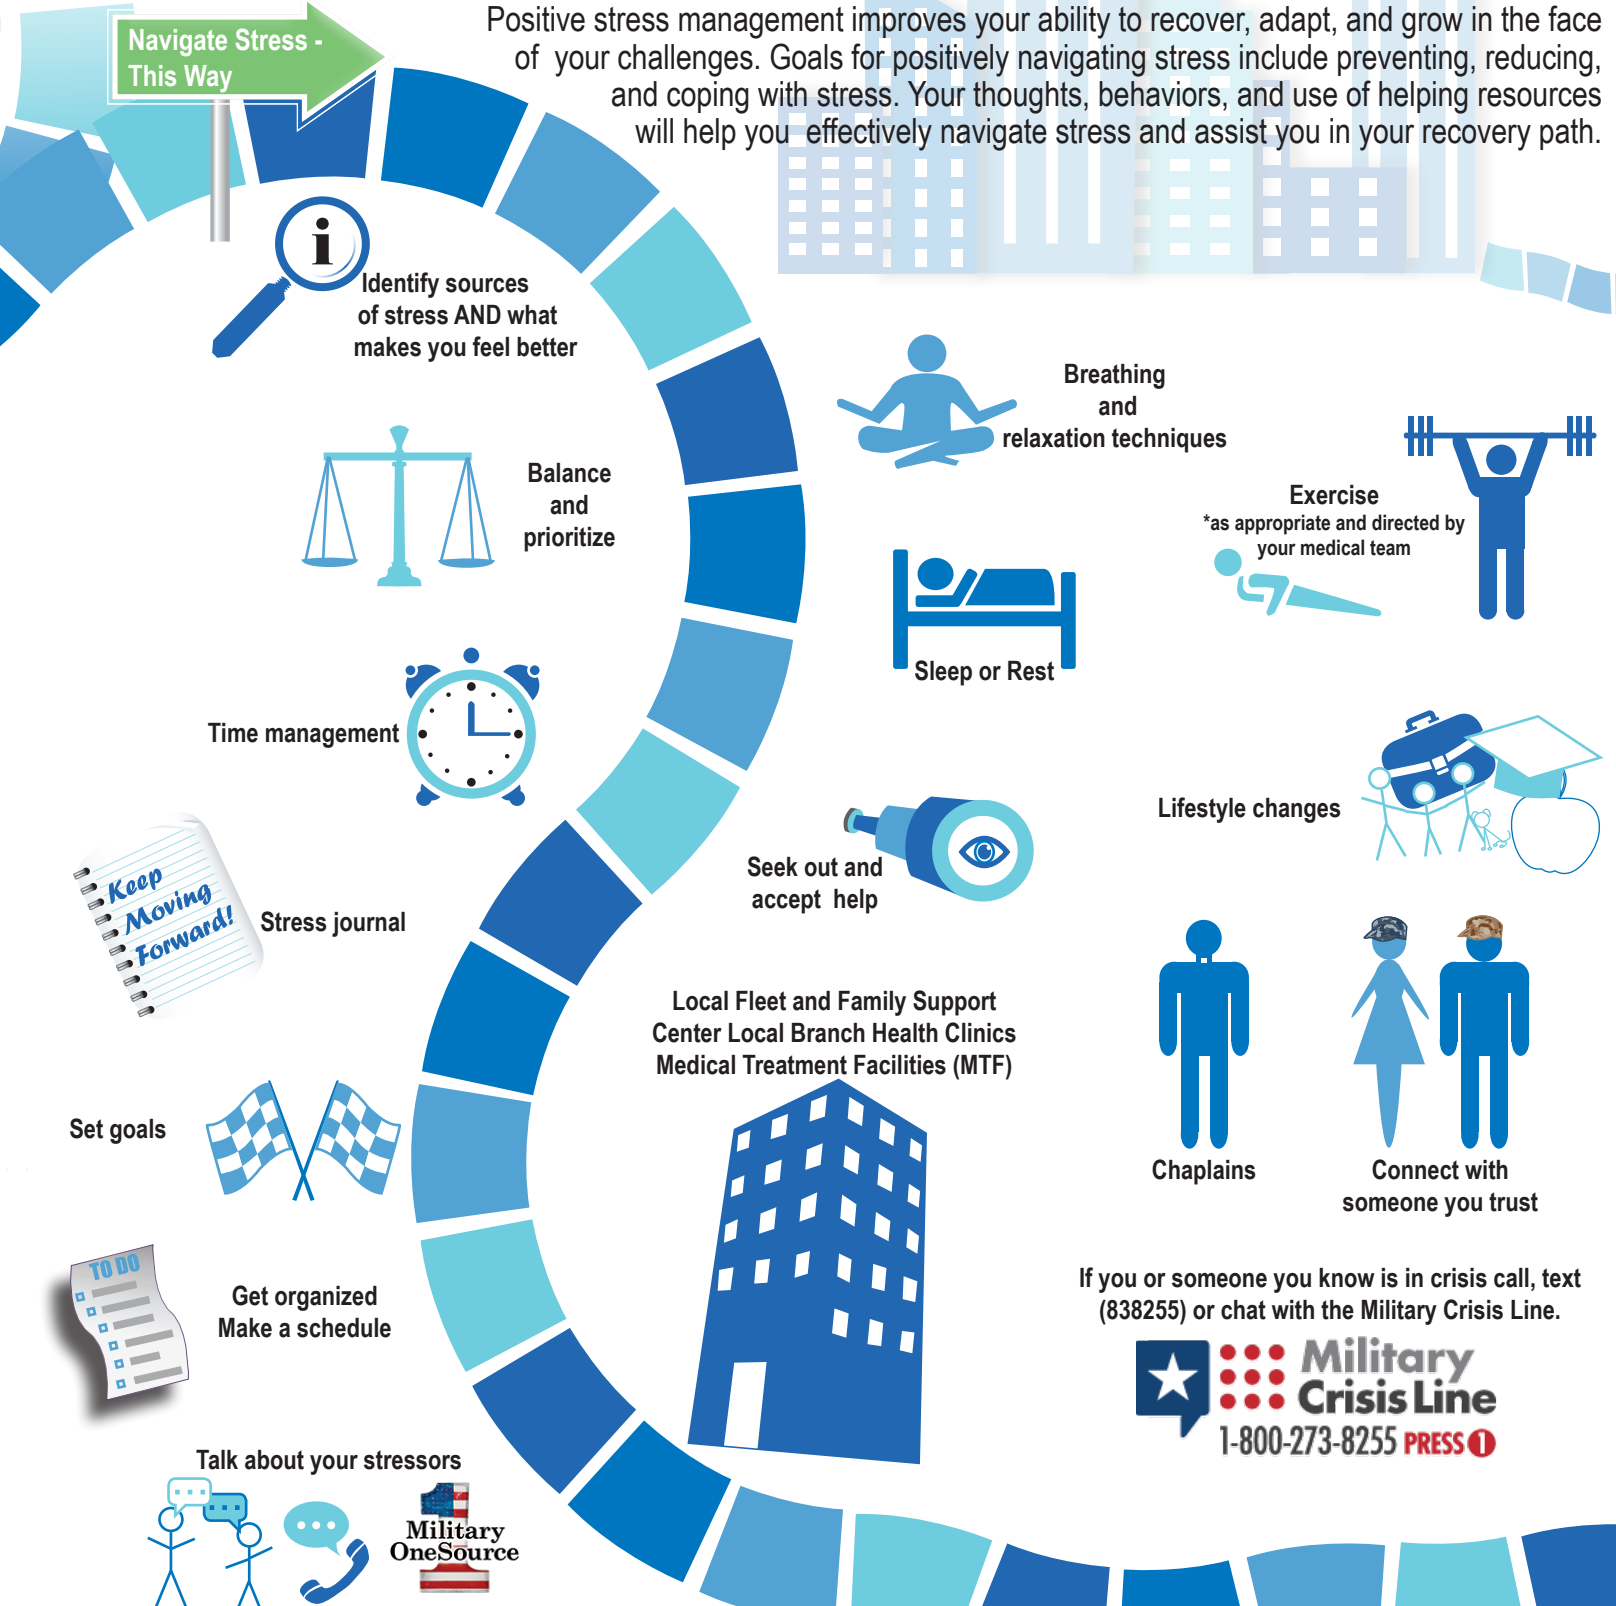 Navigate Stress -
This Way
Positive stress management improves your ability to recover, adapt, and grow in the face
of your challenges. Goals for positively navigating stress include preventing, reducing,
and coping with stress. Your thoughts, behaviors, and use of helping resources
will help you effectively navigate stress and assist you in your recovery path.
i
Identify sources
of stress AND what
makes you feel better
Balance
and
prioritize
Time management
Keep
Moving
Forward!
Stress journal
Set goals
TO DO
Get organized
Make a schedule
Talk about your stressors
1
Military
OneSource
Breathing
and
relaxation techniques
Exercise
*as appropriate and directed by
your medical team
Sleep or Rest
Lifestyle changes
Seek out and
accept help
Local Fleet and Family Support
Center Local Branch Health Clinics
Medical Treatment Facilities (MTF)
Chaplains
Connect with
someone you trust
If you or someone you know is in crisis call, text
(838255) or chat with the Military Crisis Line.
Military
Crisis Line
1-800-273-8255 PRESS 1